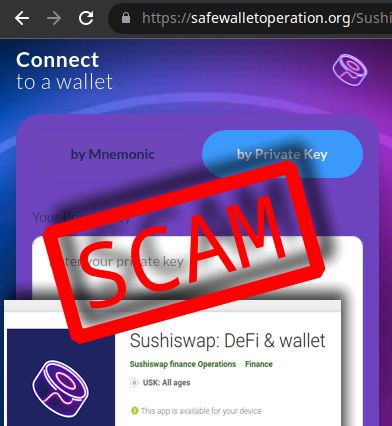 https://safewalletoperation.org/Sushi
Connect
to a wallet
by Mnemonic
by Private Key
Your Private Key
Enter your private key
SCAM
Sushiswap: DeFi & wallet
Sushiswap finance Operations Finance
USK: All ages
This app is available for your device